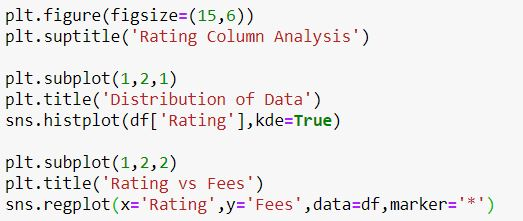 plt.figure(figsize=(15,6))
plt.suptitle('Rating Column Analysis')
plt.subplot(1,2,1)
plt.title('Distribution of Data')
sns.histplot(df['Rating'],kde=True)
plt.subplot(1,2,2)
plt.title('Rating vs Fees')
sns.regplot(x='Rating',y='Fees',data=df,marker='*')